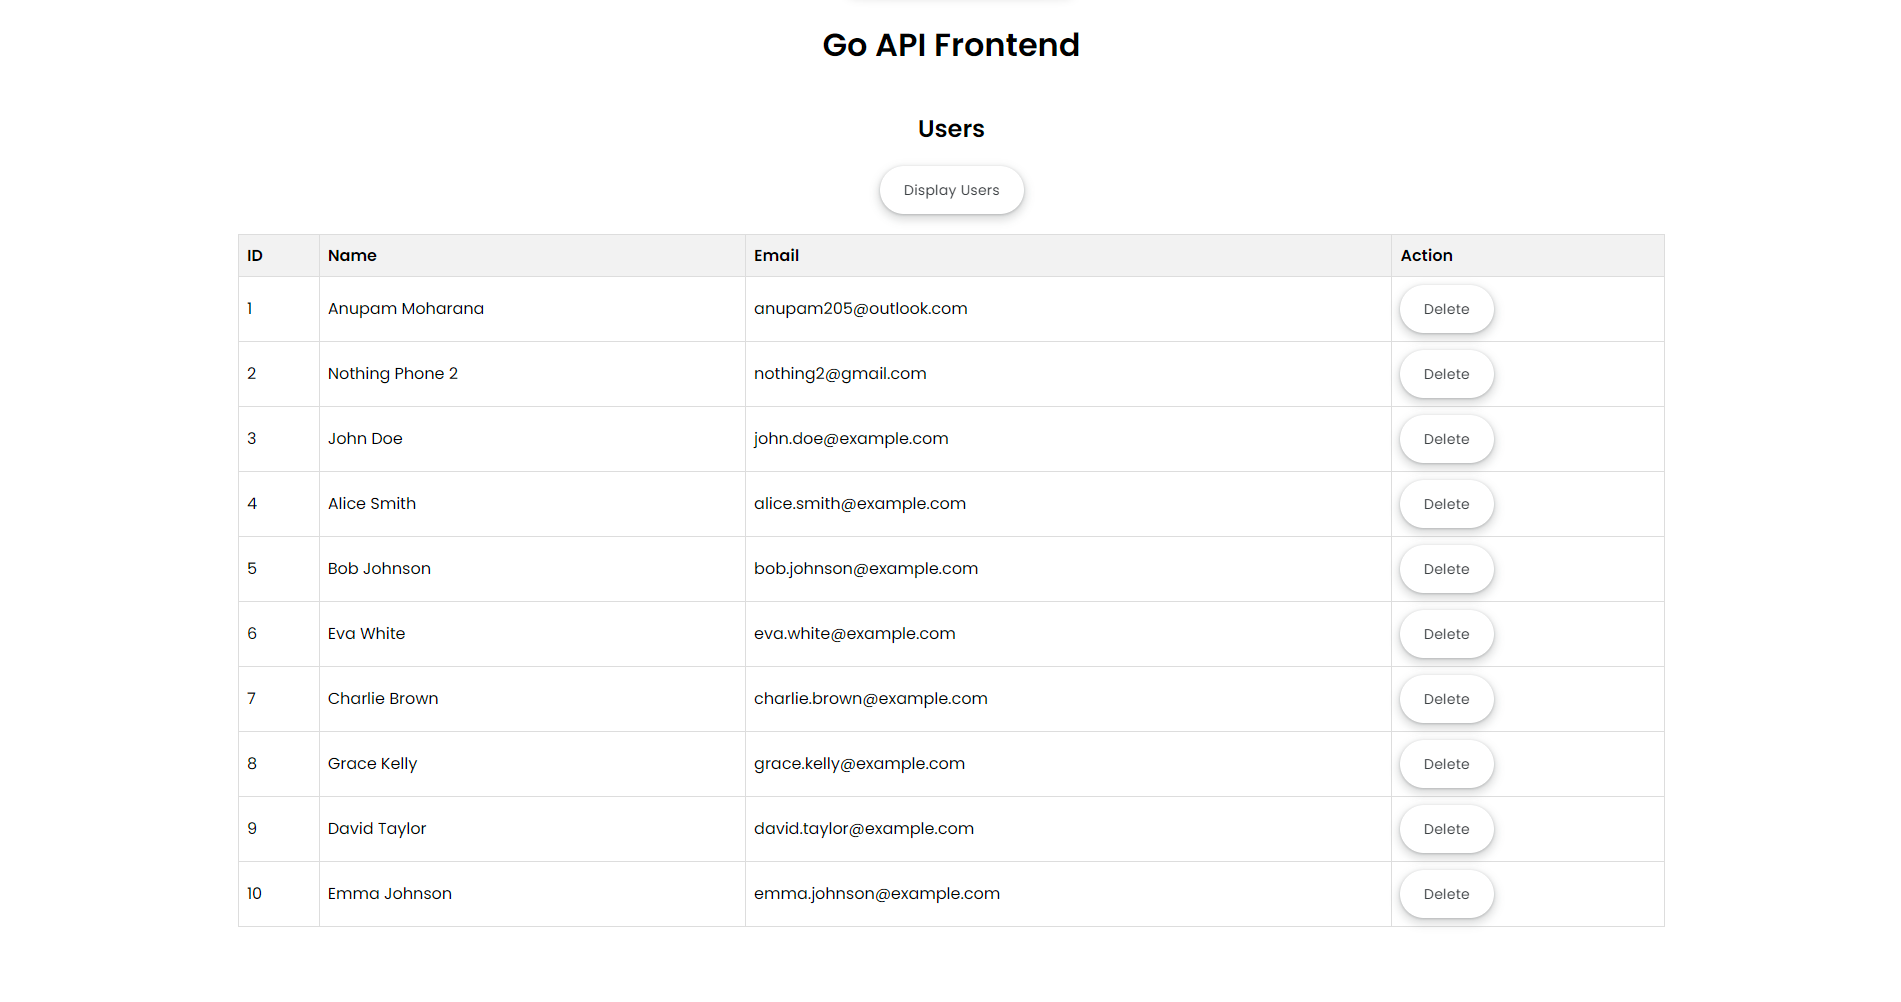 Go API Frontend
Users
Display Users
ID Name Email Action
1 Anupam Moharana anupam205@outlook.com Delete
2 Nothing Phone 2 nothing2@gmail.com Delete
3 John Doe john.doe@example.com Delete
4 Alice Smith alice.smith@example.com Delete
5 Bob Johnson bob.johnson@example.com Delete
6 Eva White eva.white@example.com Delete
7 Charlie Brown charlie.brown@example.com Delete
8 Grace Kelly grace.kelly@example.com Delete
9 David Taylor david.taylor@example.com Delete
10 Emma Johnson emma.johnson@example.com Delete